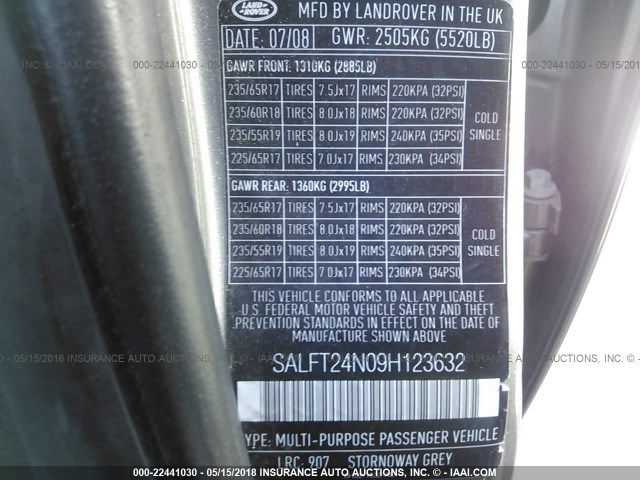 LAND ROVER
MFD BY LANDROVER IN THE UK
DATE: 07/08 GWR: 2505KG (5520LB)
GAWR FRONT: 1310KG (2885LB)
235/65R17 TIRES 7.5Jx17 RIMS 220KPA (32PSI)
235/60R18 TIRES 8.0Jx18 RIMS 220KPA (32PSI)
235/55R19 TIRES 8.0Jx19 RIMS 240KPA (35PSI)
225/65R17 TIRES 7.0Jx17 RIMS 230KPA (34PSI)
COLD
SINGLE
GAWR REAR: 1360KG (2995LB)
235/65R17 TIRES 7.5Jx17 RIMS 220KPA (32PSI)
235/60R18 TIRES 8.0Jx18 RIMS 220KPA (32PSI)
235/55R19 TIRES 8.0Jx19 RIMS 240KPA (35PSI)
225/65R17 TIRES 7.0Jx17 RIMS 230KPA (34PSI)
COLD
SINGLE
THIS VEHICLE CONFORMS TO ALL APPLICABLE
U.S. FEDERAL MOTOR VEHICLE SAFETY AND THEFT
PREVENTION STANDARDS IN EFFECT ON THE DATE OF
MANUFACTURE SHOWN ABOVE
SALFT24N09H123632
TYPE: MULTI-PURPOSE PASSENGER VEHICLE
LRC: 907 STORNOWAY GREY
000-22441030 - 05/15/2018 - INSURANCE AUTO AUCTIONS, INC. - © IAAI.COM